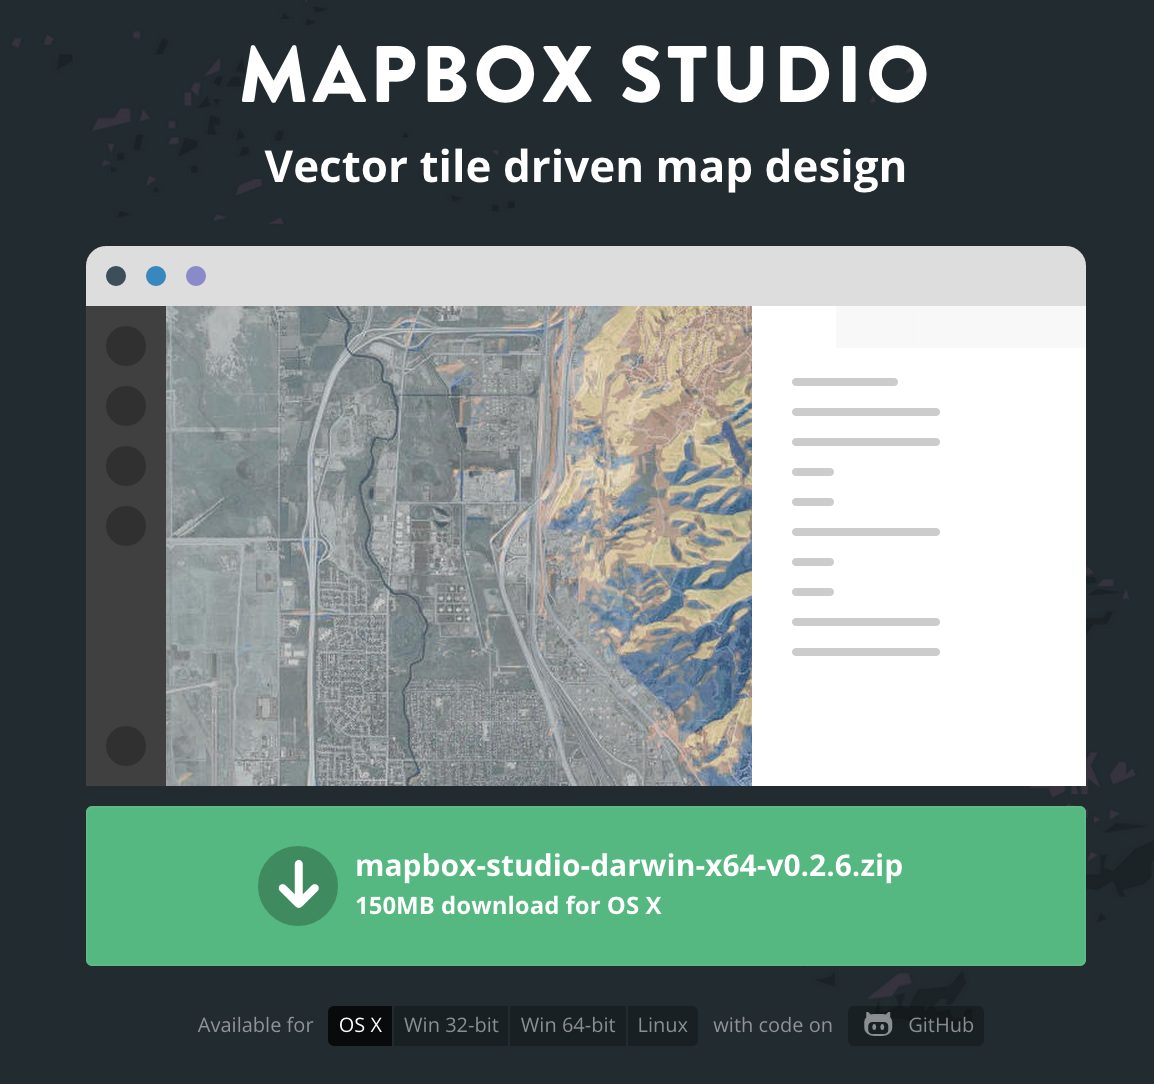 MAPBOX STUDIO
Vector tile driven map design
mapbox-studio-darwin-x64-v0.2.6.zip
150MB download for OS X
Available for OS X Win 32-bit Win 64-bit Linux with code on GitHub